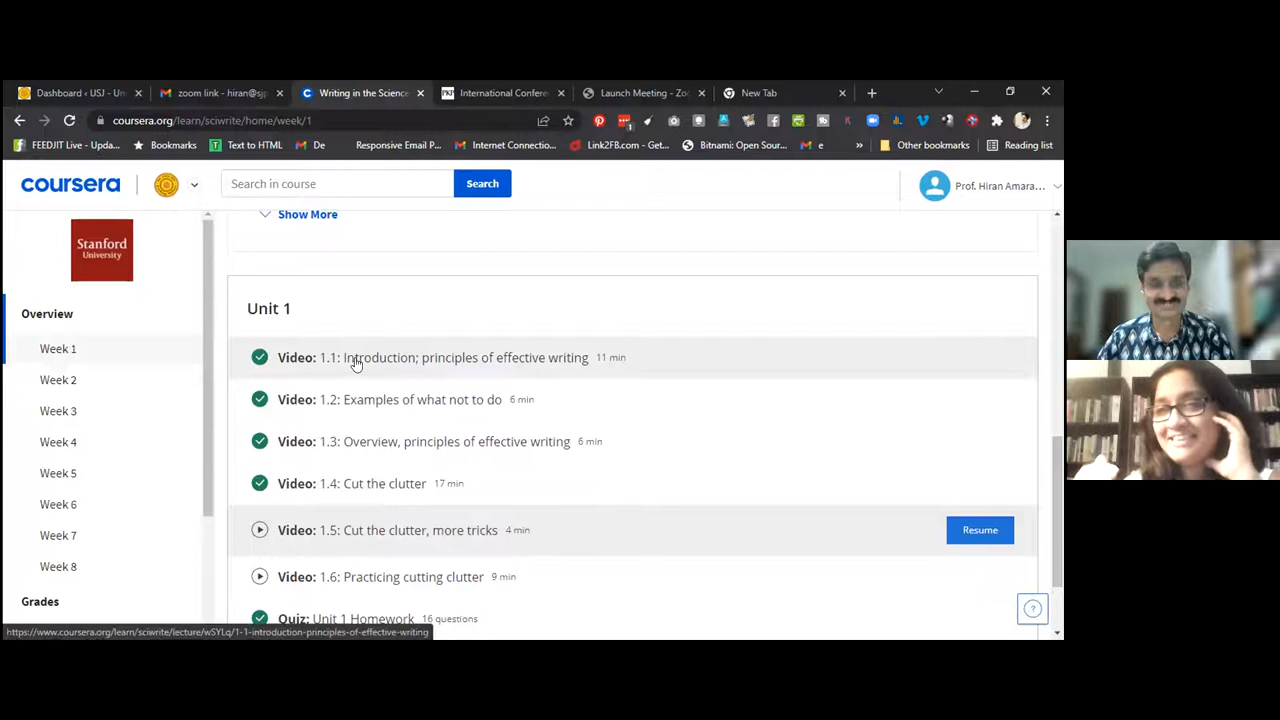 Dashboard ‹ USJ - Un
zoom link - hiran@sjp
Writing in the Science
PKP
International Confere
Launch Meeting - Zo
New Tab
coursera.org/learn/sciwrite/home/week/1
FEEDJIT Live - Upda...
Bookmarks
Text to HTML
De
Responsive Email P...
Internet Connectio...
Link2FB.com - Get...
Bitnami: Open Sour...
e
»
Other bookmarks
Reading list
coursera
Search in course
Search
Prof. Hiran Amara...
Show More
Stanford
University
Overview
Week 1
Week 2
Week 3
Week 4
Week 5
Week 6
Week 7
Week 8
Grades
Unit 1
Video: 1.1: Introduction; principles of effective writing 11 min
Video: 1.2: Examples of what not to do 6 min
Video: 1.3: Overview, principles of effective writing 6 min
Video: 1.4: Cut the clutter 17 min
Video: 1.5: Cut the clutter, more tricks 4 min
Resume
Video: 1.6: Practicing cutting clutter 9 min
Quiz: Unit 1 Homework 16 questions
https://www.coursera.org/learn/sciwrite/lecture/wSYLq/1-1-introduction-principles-of-effective-writing